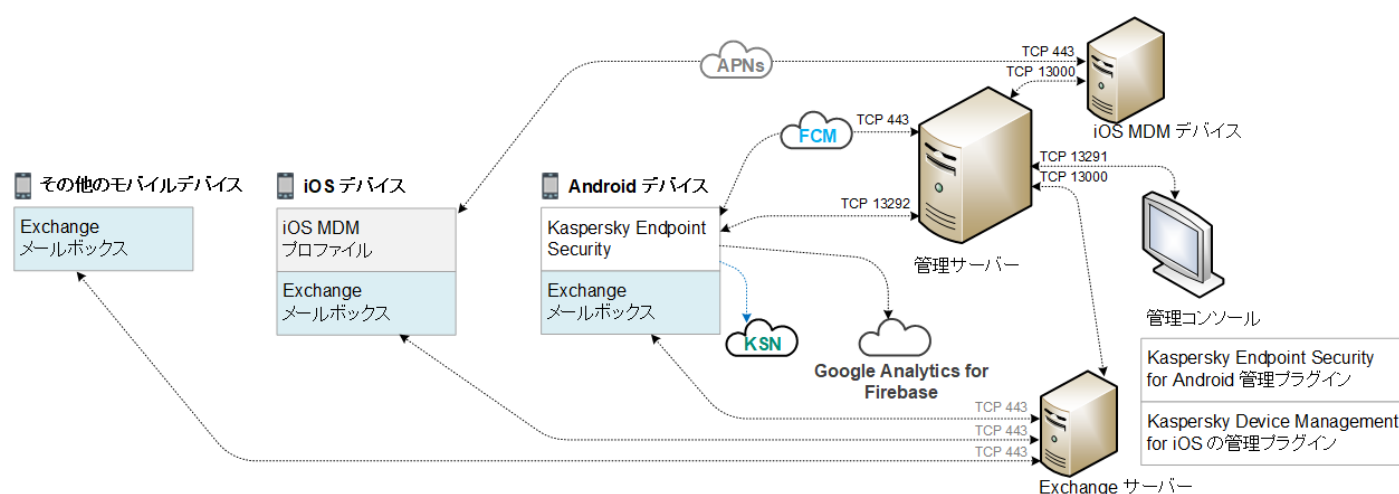 APNs
TCP 443
TCP 13000
iOS MDM デバイス
FCM
TCP 443
TCP 13291
TCP 13000
その他のモバイルデバイス
iOS デバイス
Android デバイス
TCP 13292
Exchange
メールボックス
iOS MDM
プロファイル
Kaspersky Endpoint
Security
管理サーバー
Exchange
メールボックス
Exchange
メールボックス
管理コンソール
KSN
Google Analytics for
Firebase
Kaspersky Endpoint Security
for Android 管理プラグイン
TCP 443
TCP 443
TCP 443
Kaspersky Device Management
for iOS の管理プラグイン
Exchange サーバー